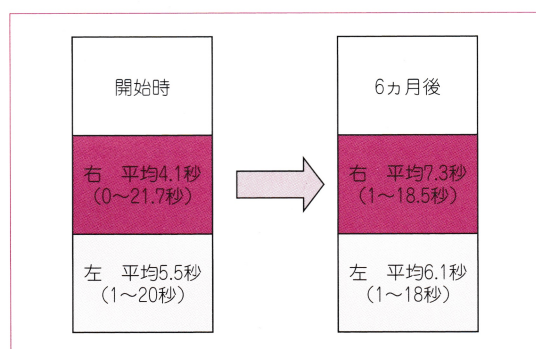 開始時
右　平均4.1秒
（0〜21.7秒）
左　平均5.5秒
（1〜20秒）
6ヵ月後
右　平均7.3秒
（1〜18.5秒）
左　平均6.1秒
（1〜18秒）